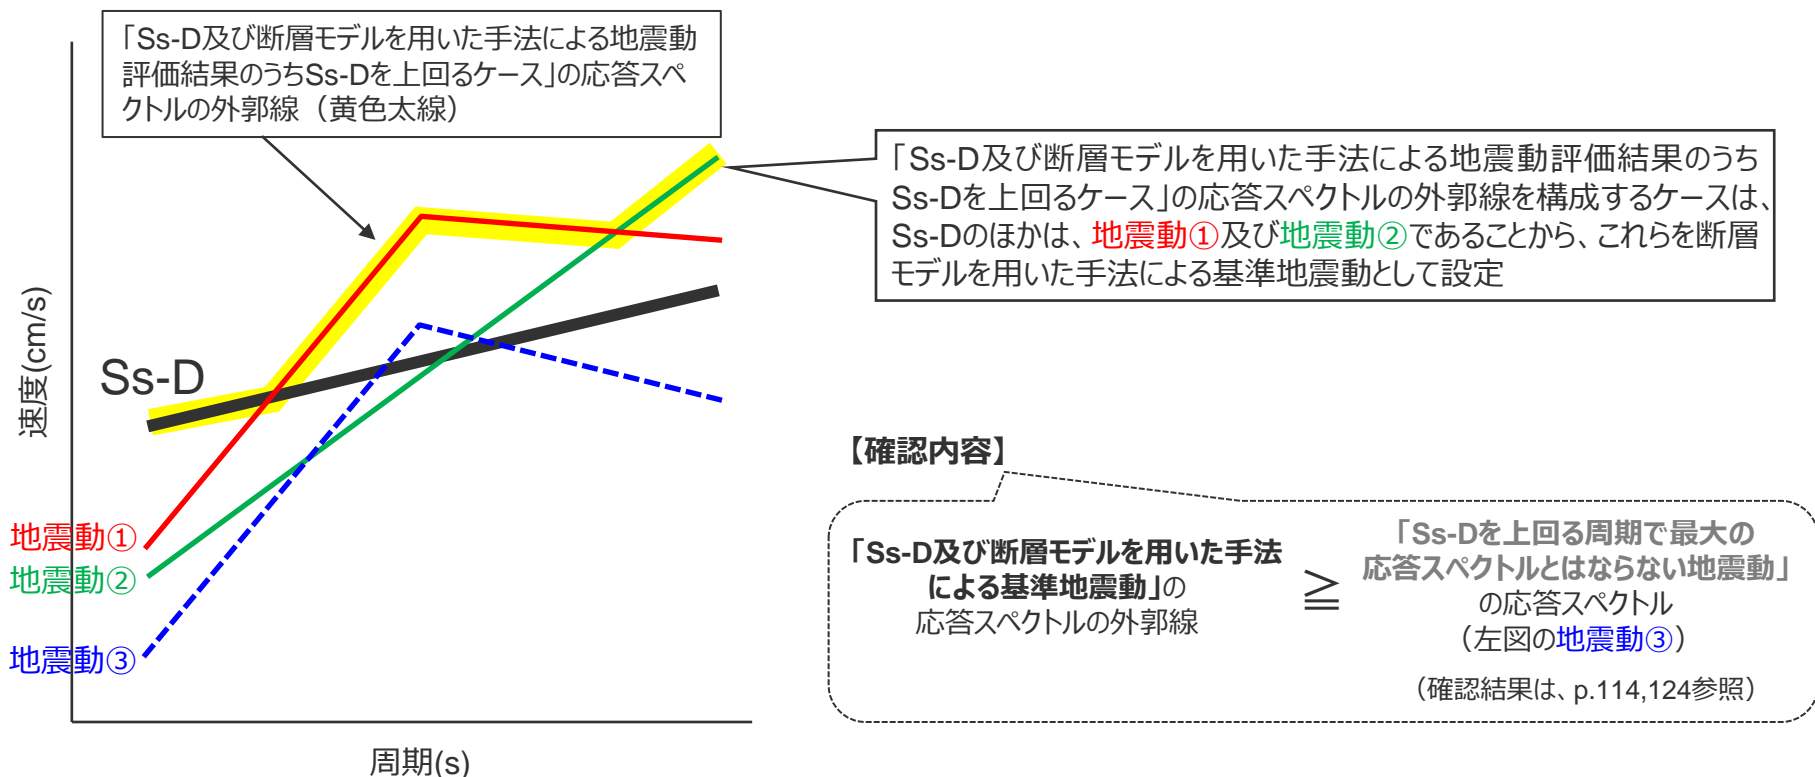 「Ss-D及び断層モデルを用いた手法による地震動
評価結果のうちSs-Dを上回るケース」の応答スペ
クトルの外郭線（黄色太線）
「Ss-D及び断層モデルを用いた手法による地震動評価結果のうち
Ss-Dを上回るケース」の応答スペクトルの外郭線を構成するケースは、
Ss-Dのほかは、地震動①及び地震動②であることから、これらを断層
モデルを用いた手法による基準地震動として設定
速度(cm/s)
Ss-D
地震動①
地震動②
地震動③
周期(s)
【確認内容】
「Ss-D及び断層モデルを用いた手法
による基準地震動」の
応答スペクトルの外郭線
≧
「Ss-Dを上回る周期で最大の
応答スペクトルとはならない地震動」
の応答スペクトル
（左図の地震動③）
（確認結果は、p.114,124参照）